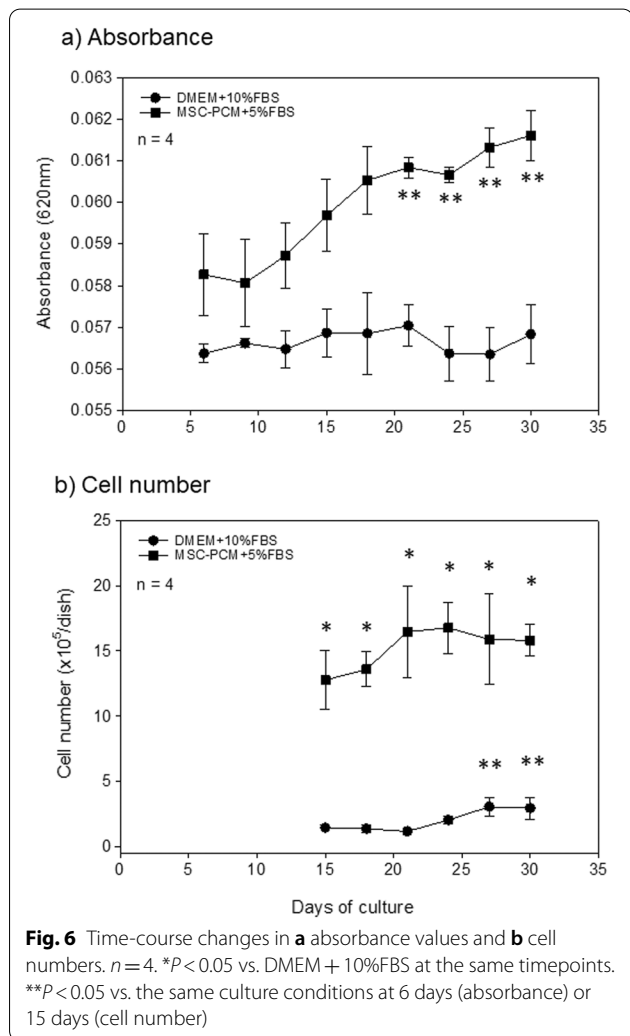 a) Absorbance
0.063
0.062
0.061
0.060
0.059
0.058
0.057
0.056
0.055
Absorbance (620nm)
DMEM+10%FBS
MSC-PCM+5%FBS
n = 4
** ** ** **
0 5 10 15 20 25 30 35
b) Cell number
25
20
15
10
5
0
Cell number (x10⁵/dish)
DMEM+10%FBS
MSC-PCM+5%FBS
n = 4
* * * * * *
** **
0 5 10 15 20 25 30 35
Days of culture
Fig. 6 Time-course changes in a absorbance values and b cell
numbers. n = 4. *P < 0.05 vs. DMEM + 10%FBS at the same timepoints.
**P < 0.05 vs. the same culture conditions at 6 days (absorbance) or
15 days (cell number)